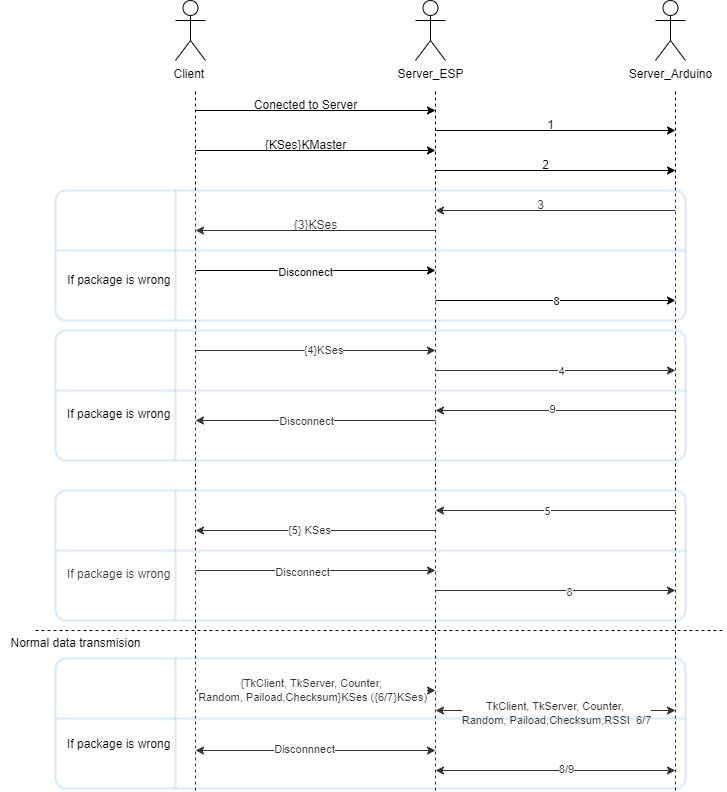 Client
Server_ESP
Server_Arduino
Conected to Server
1
{KSes}KMaster
2
3
{3}KSes
If package is wrong
Disconnect
8
{4}KSes
4
If package is wrong
9
Disconnect
5
{5} KSes
If package is wrong
Disconnect
8
Normal data transmision
{TkClient, TkServer, Counter,
Random, Paiload,Checksum}KSes ({6/7}KSes)
TkClient, TkServer, Counter,
Random, Paiload,Checksum,RSSI 6/7
If package is wrong
Disconnnect
8/9